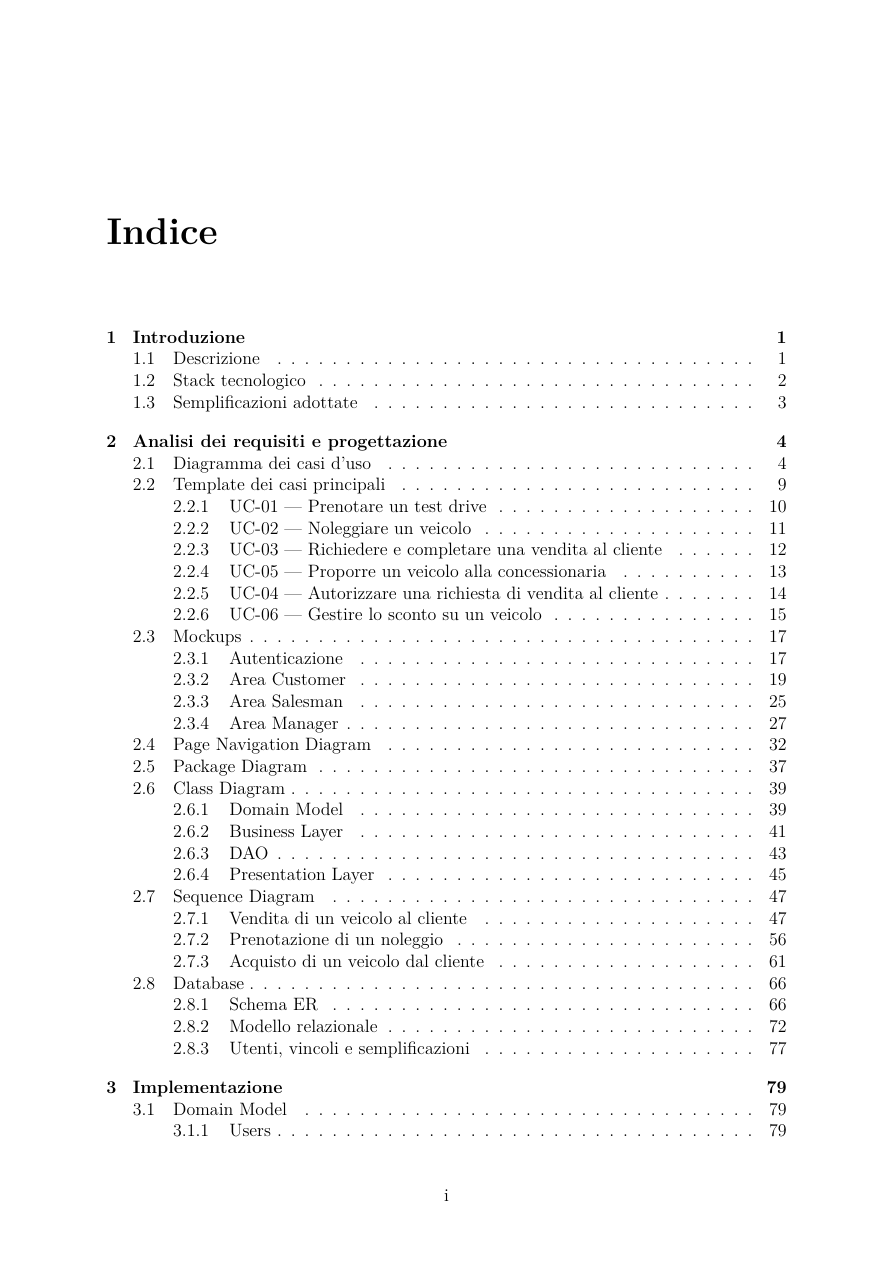 Indice
1 Introduzione 1
1.1 Descrizione . . . . . . . . . . . . . . . . . . . . . . . . . . . . . . . . . . . 1
1.2 Stack tecnologico . . . . . . . . . . . . . . . . . . . . . . . . . . . . . . . . 2
1.3 Semplificazioni adottate . . . . . . . . . . . . . . . . . . . . . . . . . . . . 3
2 Analisi dei requisiti e progettazione 4
2.1 Diagramma dei casi d'uso . . . . . . . . . . . . . . . . . . . . . . . . . . . 4
2.2 Template dei casi principali . . . . . . . . . . . . . . . . . . . . . . . . . . 9
2.2.1 UC-01 — Prenotare un test drive . . . . . . . . . . . . . . . . . . . 10
2.2.2 UC-02 — Noleggiare un veicolo . . . . . . . . . . . . . . . . . . . . 11
2.2.3 UC-03 — Richiedere e completare una vendita al cliente . . . . . . 12
2.2.4 UC-05 — Proporre un veicolo alla concessionaria . . . . . . . . . . 13
2.2.5 UC-04 — Autorizzare una richiesta di vendita al cliente . . . . . . . 14
2.2.6 UC-06 — Gestire lo sconto su un veicolo . . . . . . . . . . . . . . . 15
2.3 Mockups . . . . . . . . . . . . . . . . . . . . . . . . . . . . . . . . . . . . . 17
2.3.1 Autenticazione . . . . . . . . . . . . . . . . . . . . . . . . . . . . . 17
2.3.2 Area Customer . . . . . . . . . . . . . . . . . . . . . . . . . . . . . 19
2.3.3 Area Salesman . . . . . . . . . . . . . . . . . . . . . . . . . . . . . 25
2.3.4 Area Manager . . . . . . . . . . . . . . . . . . . . . . . . . . . . . . 27
2.4 Page Navigation Diagram . . . . . . . . . . . . . . . . . . . . . . . . . . . 32
2.5 Package Diagram . . . . . . . . . . . . . . . . . . . . . . . . . . . . . . . . 37
2.6 Class Diagram . . . . . . . . . . . . . . . . . . . . . . . . . . . . . . . . . . 39
2.6.1 Domain Model . . . . . . . . . . . . . . . . . . . . . . . . . . . . . 39
2.6.2 Business Layer . . . . . . . . . . . . . . . . . . . . . . . . . . . . . 41
2.6.3 DAO . . . . . . . . . . . . . . . . . . . . . . . . . . . . . . . . . . . 43
2.6.4 Presentation Layer . . . . . . . . . . . . . . . . . . . . . . . . . . . 45
2.7 Sequence Diagram . . . . . . . . . . . . . . . . . . . . . . . . . . . . . . . 47
2.7.1 Vendita di un veicolo al cliente . . . . . . . . . . . . . . . . . . . . 47
2.7.2 Prenotazione di un noleggio . . . . . . . . . . . . . . . . . . . . . . 56
2.7.3 Acquisto di un veicolo dal cliente . . . . . . . . . . . . . . . . . . . 61
2.8 Database . . . . . . . . . . . . . . . . . . . . . . . . . . . . . . . . . . . . . 66
2.8.1 Schema ER . . . . . . . . . . . . . . . . . . . . . . . . . . . . . . . 66
2.8.2 Modello relazionale . . . . . . . . . . . . . . . . . . . . . . . . . . . 72
2.8.3 Utenti, vincoli e semplificazioni . . . . . . . . . . . . . . . . . . . . 77
3 Implementazione 79
3.1 Domain Model . . . . . . . . . . . . . . . . . . . . . . . . . . . . . . . . . 79
3.1.1 Users . . . . . . . . . . . . . . . . . . . . . . . . . . . . . . . . . . . 79
i